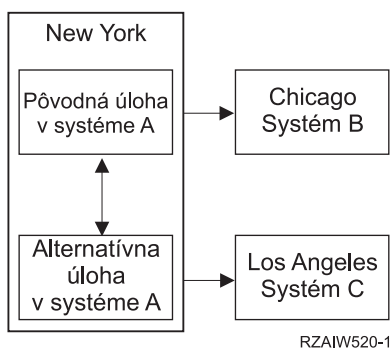 New York
Pôvodná úloha
v systéme A
Chicago
Systém B
Alternatívna
úloha
v systéme A
Los Angeles
Systém C
RZAIW520-1